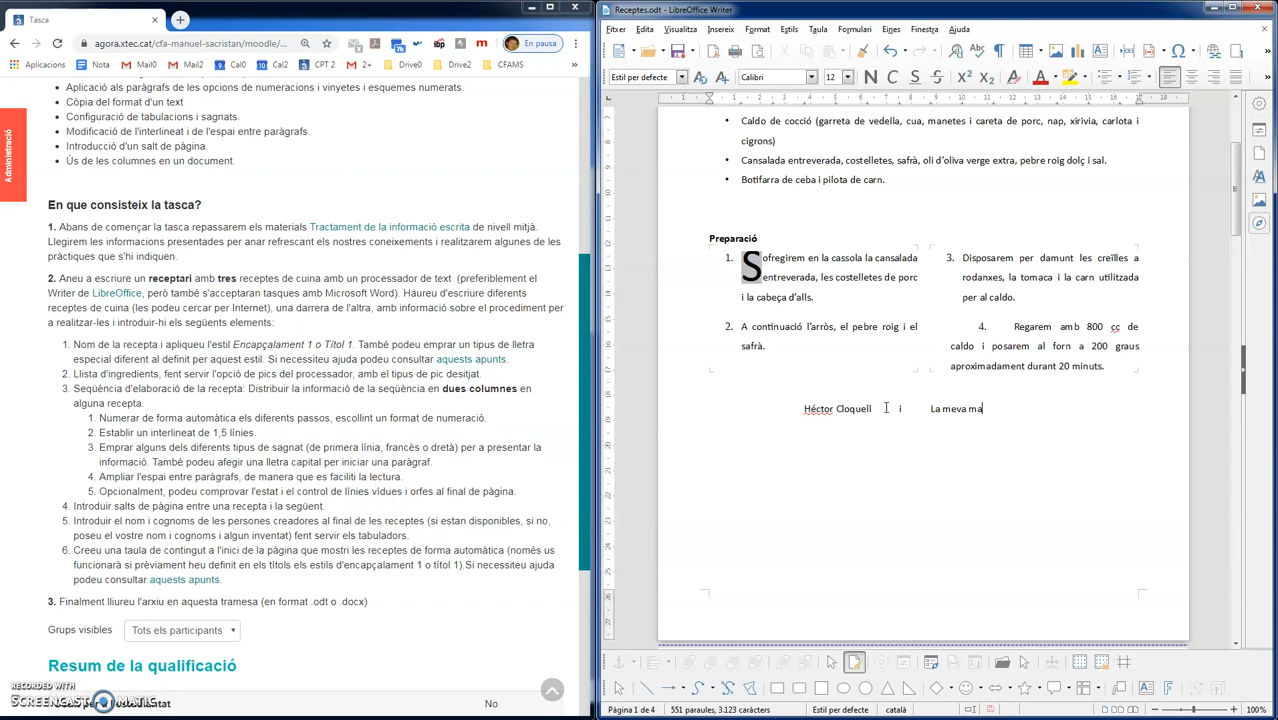 Tasca
Receptes.odt - LibreOffice Writer
agora.xtec.cat/cfa-manuel-sacristan/moodle/...
En pausa
Aplicacions
Nota
Mail0
Mail2
Cal0
Cal2
CPT 2
2+
Drive0
Drive2
CFAMS
Fitxer
Edita
Visualitza
Insereix
Format
Estils
Taula
Formulari
Eines
Finestra
Ajuda
Estil per defecte
Calibri
12
Administració
Aplicació als paràgrafs de les opcions de numeracions, vinyetes i esquemes numerats.
Còpia del format d'un text
Configuració de tabulacions i sagnats.
Modificació de l'interlineat i de l'espai entre paràgrafs.
Introducció d'un salt de pàgina.
Ús de les columnes en un document.
En que consisteix la tasca?
1. Abans de començar la tasca repassarem els materials Tractament de la informació escrita de nivell mitjà.
Llegirem les informacions presentades per anar refrescant els nostres coneixements i realitzarem algunes de les
pràctiques que s'hi indiquen.
2. Aneu a escriure un receptari amb tres receptes de cuina amb un processador de text (preferiblement el
Writer de LibreOffice, però també s'acceptaran tasques amb Microsoft Word). Haureu d'escriure diferents
receptes de cuina (les podeu cercar per Internet), una darrera de l'altra, amb informació sobre el procediment per
a realitzar-les i introduir-hi els següents elements:
1. Nom de la recepta i apliqueu l'estil Encapçalament 1 o Títol 1. També podeu emprar un tipus de lletra
especial diferent al definit per aquest estil. Si necessiteu ajuda podeu consultar aquests apunts.
2. Llista d'ingredients, fent servir l'opció de pics del processador, amb el tipus de pic desitjat.
3. Seqüència d'elaboració de la recepta: Distribuir la informació de la seqüència en dues columnes en
alguna recepta.
1. Numerar de forma automàtica els diferents passos, escollint un format de numeració.
2. Establir un interlineat de 1,5 línies.
3. Emprar alguns dels diferents tipus de sagnat (de primera línia, francès o dretà) per a presentar la
informació. També podeu afegir una lletra capital per iniciar una paràgraf.
4. Ampliar l'espai entre paràgrafs, de manera que es faciliti la lectura.
5. Opcionalment, podeu comprovar l'estat i el control de línies vídues i orfes al final de pàgina.
4. Introduir salts de pàgina entre una recepta i la següent.
5. Introduir el nom i cognoms de les persones creadores al final de les receptes (si estan disponibles, si no,
poseu el vostre nom i cognoms i algun inventat) fent servir els tabuladors.
6. Creeu una taula de contingut a l'inici de la pàgina que mostri les receptes de forma automàtica (només us
funcionarà si prèviament heu definit en els títols els estils d'encapçalament 1 o títol 1).Si necessiteu ajuda
podeu consultar aquests apunts.
3. Finalment lliureu l'arxiu en aquesta tramesa (en format .odt o .docx)
Grups visibles
Tots els participants
Resum de la qualificació
RECORDED WITH
SCREENCAST MATIC
No
• Caldo de cocció (garreta de vedella, cua, manetes i careta de porc, nap, xirivia, carlota i
cigrons)
• Cansalada entreverada, costelletes, safrà, oli d'oliva verge extra, pebre roig dolç i sal.
• Botifarra de ceba i pilota de carn.
Preparació
1. Sofregirem en la cassola la cansalada
entreverada, les costelletes de porc
i la cabeça d'alls.
2. A continuació l'arròs, el pebre roig i el
safrà.
3. Disposarem per damunt les creïlles a
rodanxes, la tomaca i la carn utilitzada
per al caldo.
4. Regarem amb 800 cc de
caldo i posarem al forn a 200 graus
aproximadament durant 20 minuts.
Héctor Cloquell i La meva ma
Pàgina 1 de 4
551 paraules, 3.123 caràcters
Estil per defecte
català
100%